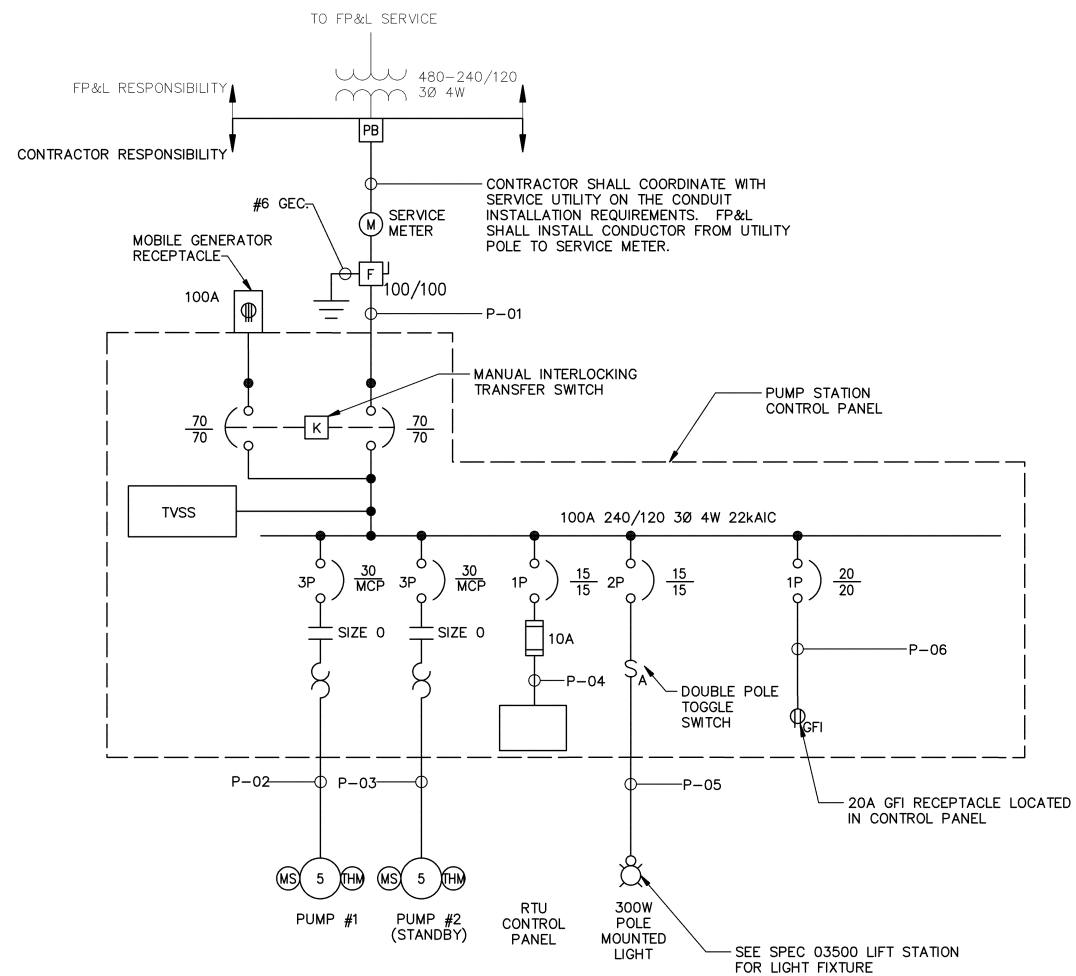 TO FP&L SERVICE
480-240/120
3Ø 4W
FP&L RESPONSIBILITY
PB
CONTRACTOR RESPONSIBILITY
CONTRACTOR SHALL COORDINATE WITH
SERVICE UTILITY ON THE CONDUIT
INSTALLATION REQUIREMENTS. FP&L
SHALL INSTALL CONDUCTOR FROM UTILITY
POLE TO SERVICE METER.
#6 GEC.
M
SERVICE
METER
MOBILE GENERATOR
RECEPTACLE
F
100/100
100A
P-01
MANUAL INTERLOCKING
TRANSFER SWITCH
PUMP STATION
CONTROL PANEL
70
70
K
70
70
TVSS
100A 240/120 3Ø 4W 22kAIC
3P
30
MCP
3P
30
MCP
1P
15
15
2P
15
15
1P
20
20
SIZE 0
SIZE 0
10A
P-04
P-06
A
DOUBLE POLE
TOGGLE
SWITCH
GFI
P-02
P-03
P-05
20A GFI RECEPTACLE LOCATED
IN CONTROL PANEL
MS
5
THM
MS
5
THM
PUMP #1
PUMP #2
(STANDBY)
RTU
CONTROL
PANEL
300W
POLE
MOUNTED
LIGHT
SEE SPEC 03500 LIFT STATION
FOR LIGHT FIXTURE